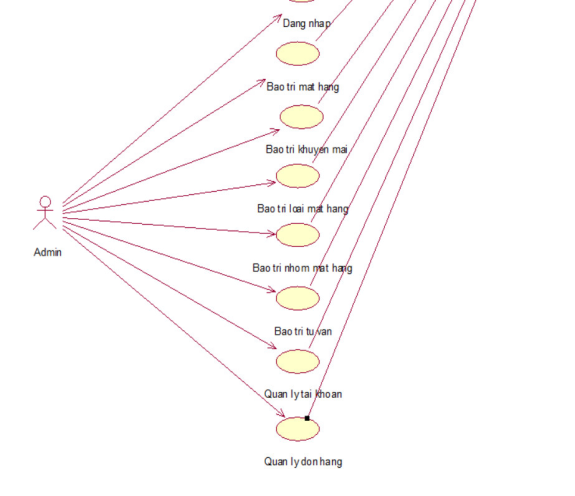 Dang nhap
Bao tri mat hang
Bao tri khuyen mai
Bao tri loai mat hang
Admin
Bao tri nhom mat hang
Bao tri tu van
Quan ly tai khoan
Quan ly don hang